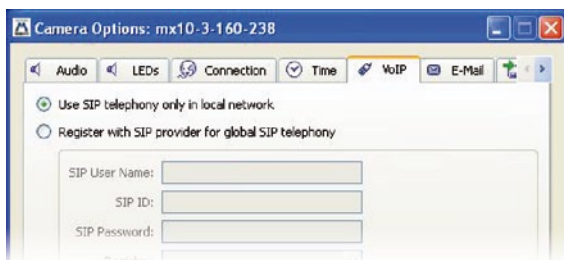 Camera Options: mx10-3-160-238
Audio LEDs Connection Time VoIP E-Mail
Use SIP telephony only in local network
Register with SIP provider for global SIP telephony
SIP User Name:
SIP ID:
SIP Password: